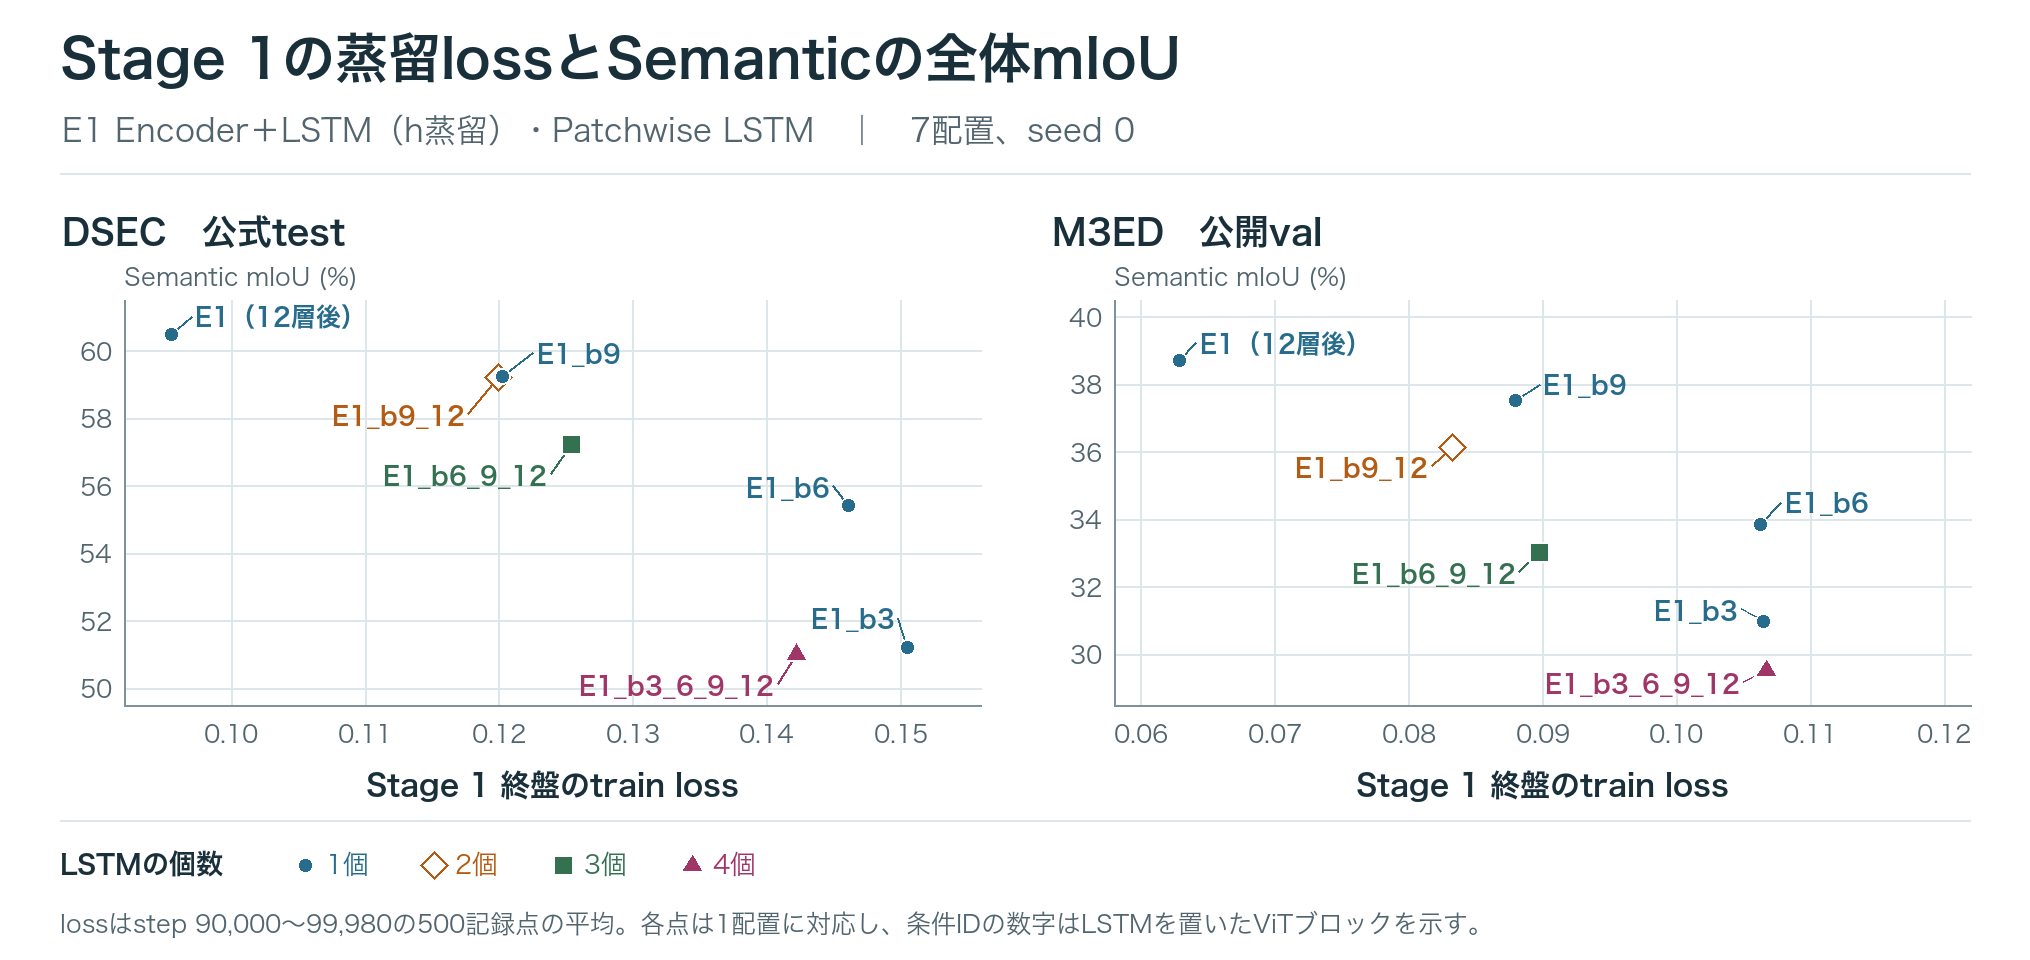 Stage 1の蒸留lossとSemanticの全体mIoU
E1 Encoder+LSTM（h蒸留）・Patchwise LSTM ｜ 7配置、seed 0
DSEC 公式test
Semantic mIoU (%)
E1（12層後）
E1_b9
E1_b9_12
E1_b6_9_12
E1_b6
E1_b3
E1_b3_6_9_12
60
58
56
54
52
50
0.10 0.11 0.12 0.13 0.14 0.15
Stage 1 終盤のtrain loss
M3ED 公開val
Semantic mIoU (%)
E1（12層後）
E1_b9
E1_b9_12
E1_b6
E1_b6_9_12
E1_b3
E1_b3_6_9_12
40
38
36
34
32
30
0.06 0.07 0.08 0.09 0.10 0.11 0.12
Stage 1 終盤のtrain loss
LSTMの個数 1個 2個 3個 4個
lossはstep 90,000〜99,980の500記録点の平均。各点は1配置に対応し、条件IDの数字はLSTMを置いたViTブロックを示す。